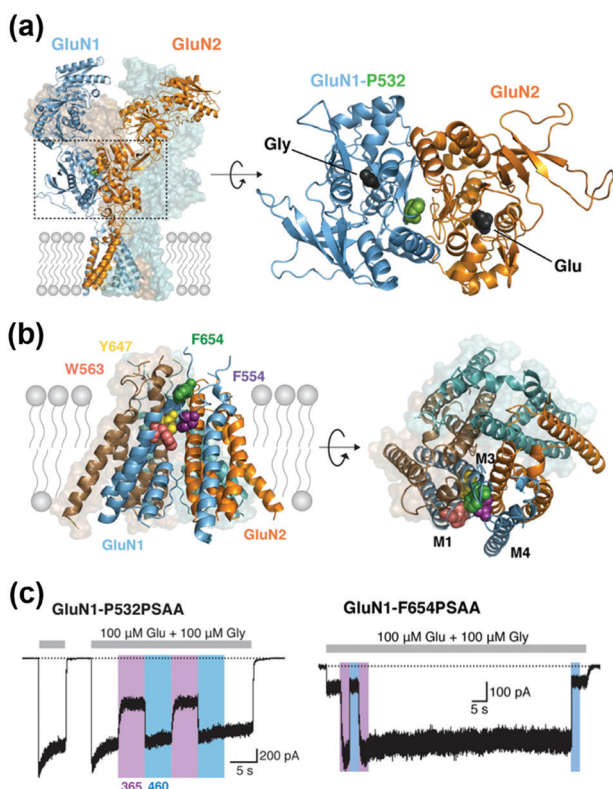 (a)
GluN1 GluN2
GluN1-P532 GluN2
Gly
Glu
(b)
Y647 F654
W563 F554
GluN1 GluN2
M3
M1 M4
(c)
GluN1-P532PSAA GluN1-F654PSAA
100 μM Glu + 100 μM Gly 100 μM Glu + 100 μM Gly
100 pA
5 s
200 pA
5 s
365 460